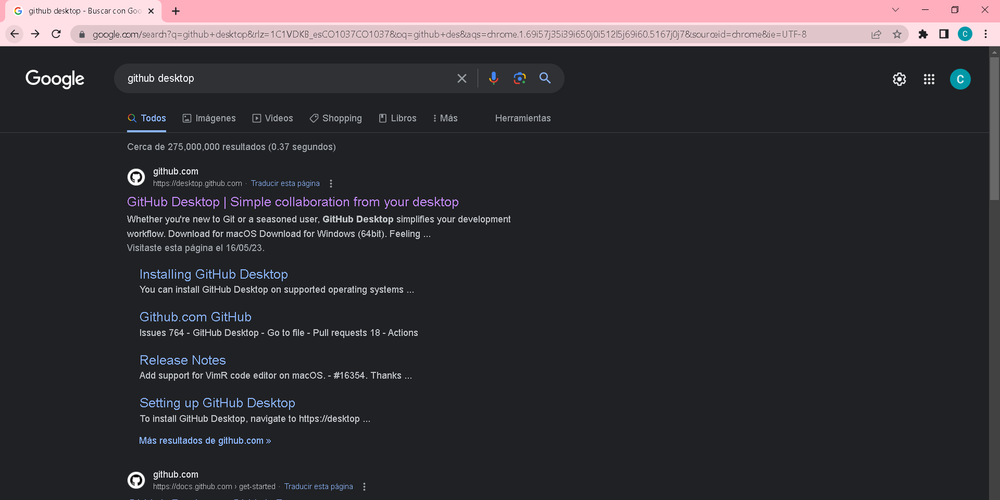 github desktop - Buscar con Goo
google.com/search?q=github+desktop&rlz=1C1VDKB_esCO1037CO1037&oq=github+des&aqs=chrome.1.69i57j35i39i650j0i512l5j69i60.5167j0j7&sourceid=chrome&ie=UTF-8
C
Google
github desktop
C
Todos
Imágenes
Videos
Shopping
Libros
Más
Herramientas
Cerca de 275,000,000 resultados (0.37 segundos)
github.com
https://desktop.github.com · Traducir esta página
GitHub Desktop | Simple collaboration from your desktop
Whether you're new to Git or a seasoned user, GitHub Desktop simplifies your development
workflow. Download for macOS Download for Windows (64bit). Feeling ...
Visitaste esta página el 16/05/23.
Installing GitHub Desktop
You can install GitHub Desktop on supported operating systems ...
Github.com GitHub
Issues 764 - GitHub Desktop - Go to file - Pull requests 18 - Actions
Release Notes
Add support for VimR code editor on macOS. - #16354. Thanks ...
Setting up GitHub Desktop
To install GitHub Desktop, navigate to https://desktop ...
Más resultados de github.com »
github.com
https://docs.github.com › get-started · Traducir esta página